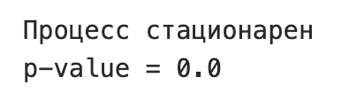 Процесс стационарен
p-value = 0.0